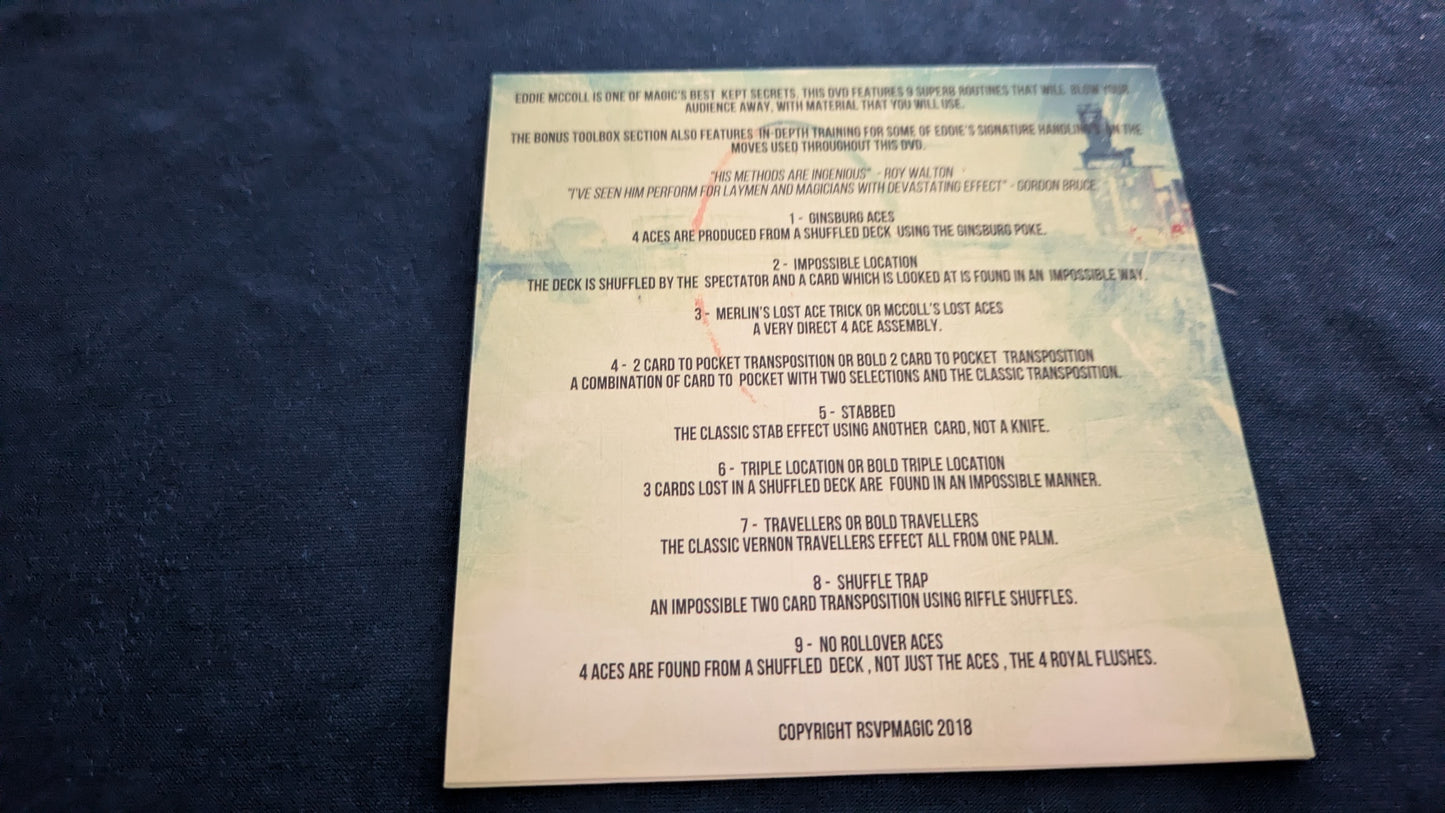 EDDIE MCCOLL IS ONE OF MAGIC'S BEST KEPT SECRETS. THIS DVD FEATURES 9 SUPERB ROUTINES THAT WILL BLOW YOUR
AUDIENCE AWAY, WITH MATERIAL THAT YOU WILL USE.
THE BONUS TOOLBOX SECTION ALSO FEATURES IN-DEPTH TRAINING FOR SOME OF EDDIE'S SIGNATURE HANDLINGS ON THE
MOVES USED THROUGHOUT THIS DVD.
"HIS METHODS ARE INGENIOUS" - ROY WALTON
"I'VE SEEN HIM PERFORM FOR LAYMEN AND MAGICIANS WITH DEVASTATING EFFECT" - GORDON BRUCE
1 - GINSBURG ACES
4 ACES ARE PRODUCED FROM A SHUFFLED DECK USING THE GINSBURG POKE.
2 - IMPOSSIBLE LOCATION
THE DECK IS SHUFFLED BY THE SPECTATOR AND A CARD WHICH IS LOOKED AT IS FOUND IN AN IMPOSSIBLE WAY.
3 - MERLIN'S LOST ACE TRICK OR MCCOLL'S LOST ACES
A VERY DIRECT 4 ACE ASSEMBLY.
4 - 2 CARD TO POCKET TRANSPOSITION OR BOLD 2 CARD TO POCKET TRANSPOSITION
A COMBINATION OF CARD TO POCKET WITH TWO SELECTIONS AND THE CLASSIC TRANSPOSITION.
5 - STABBED
THE CLASSIC STAB EFFECT USING ANOTHER CARD, NOT A KNIFE.
6 - TRIPLE LOCATION OR BOLD TRIPLE LOCATION
3 CARDS LOST IN A SHUFFLED DECK ARE FOUND IN AN IMPOSSIBLE MANNER.
7 - TRAVELLERS OR BOLD TRAVELLERS
THE CLASSIC VERNON TRAVELLERS EFFECT ALL FROM ONE PALM.
8 - SHUFFLE TRAP
AN IMPOSSIBLE TWO CARD TRANSPOSITION USING RIFFLE SHUFFLES.
9 - NO ROLLOVER ACES
4 ACES ARE FOUND FROM A SHUFFLED DECK , NOT JUST THE ACES , THE 4 ROYAL FLUSHES.
COPYRIGHT RSVPMAGIC 2018